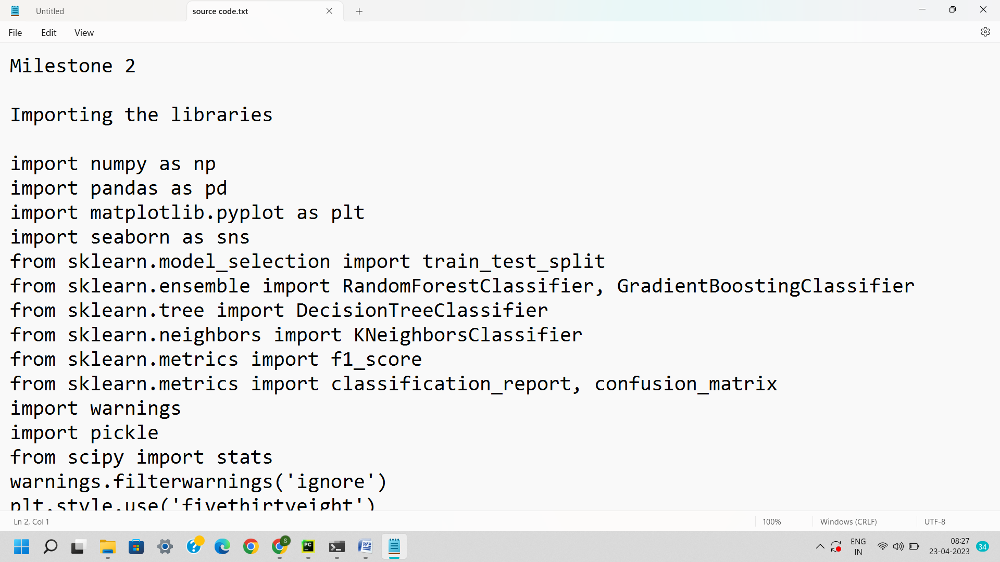 Untitled
source code.txt
File Edit View
Milestone 2
Importing the libraries
import numpy as np
import pandas as pd
import matplotlib.pyplot as plt
import seaborn as sns
from sklearn.model_selection import train_test_split
from sklearn.ensemble import RandomForestClassifier, GradientBoostingClassifier
from sklearn.tree import DecisionTreeClassifier
from sklearn.neighbors import KNeighborsClassifier
from sklearn.metrics import f1_score
from sklearn.metrics import classification_report, confusion_matrix
import warnings
import pickle
from scipy import stats
warnings.filterwarnings('ignore')
plt.style.use('fivethirtyeight')
Ln 2, Col 1
100%
Windows (CRLF)
UTF-8
S
PC
W
ENG
IN
08:27
23-04-2023
34